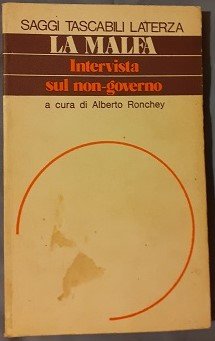 SAGGI TASCABILI LATERZA
LA MALFA
Intervista
sul non-governo
a cura di Alberto Ronchey